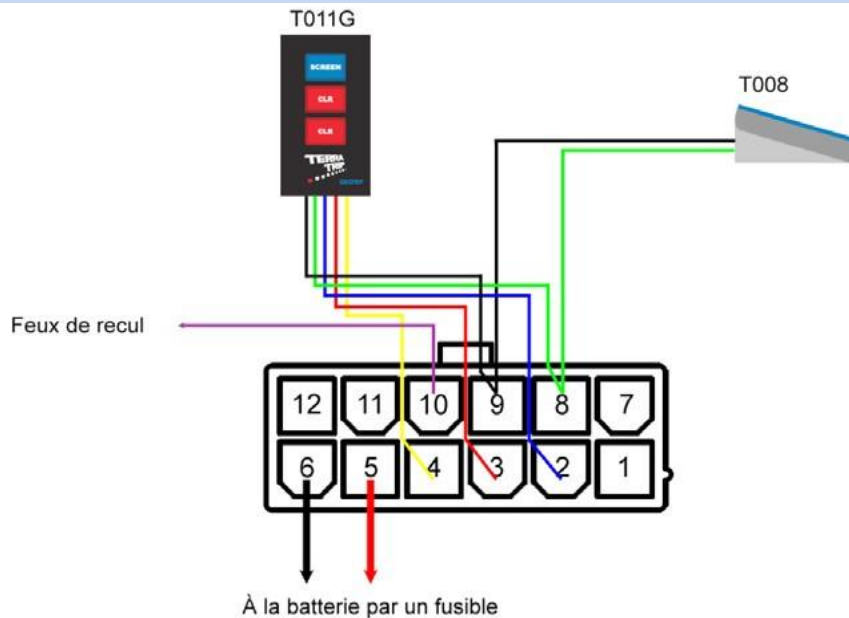 T011G
SCREEN
CLR
CLR
TERRA
TRIP
T008
Feux de recul
12 11 10 9 8 7
6 5 4 3 2 1
À la batterie par un fusible